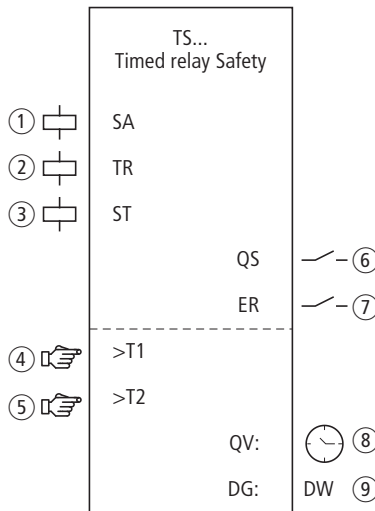 TS...
Timed relay Safety
1 SA
2 TR
3 ST
QS 6
ER 7
4 >T1
5 >T2
QV: 8
DG: DW 9